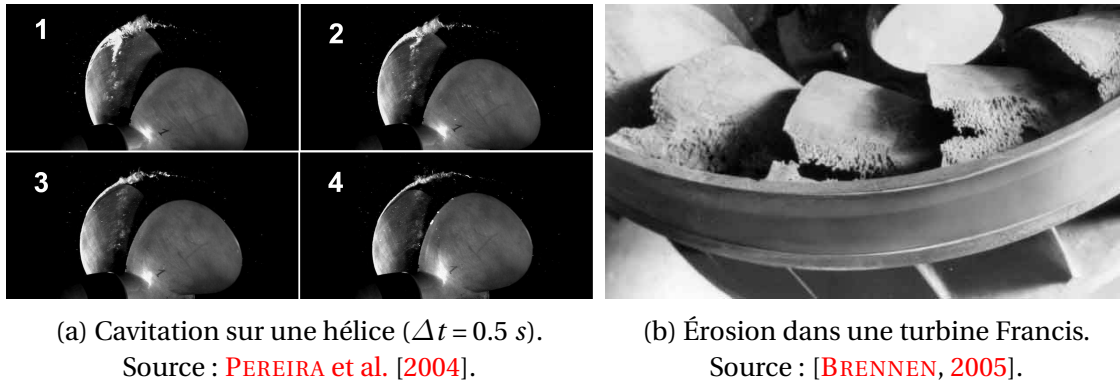 1
2
3
4
(a) Cavitation sur une hélice (Δt = 0.5 s).
Source : PEREIRA et al. [2004].
(b) Érosion dans une turbine Francis.
Source : [BRENNEN, 2005].